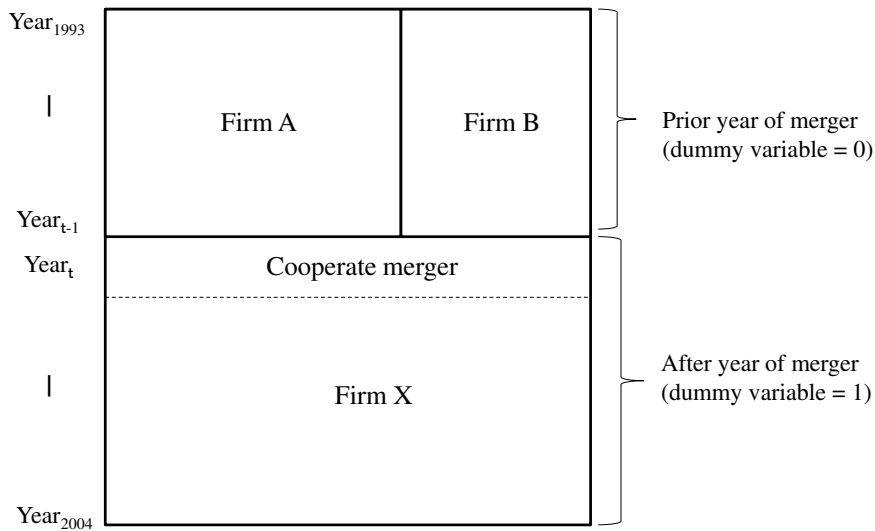 Year1993
Firm A
Firm B
Prior year of merger
(dummy variable = 0)
Yeart-1
Yeart
Cooperate merger
Firm X
After year of merger
(dummy variable = 1)
Year2004